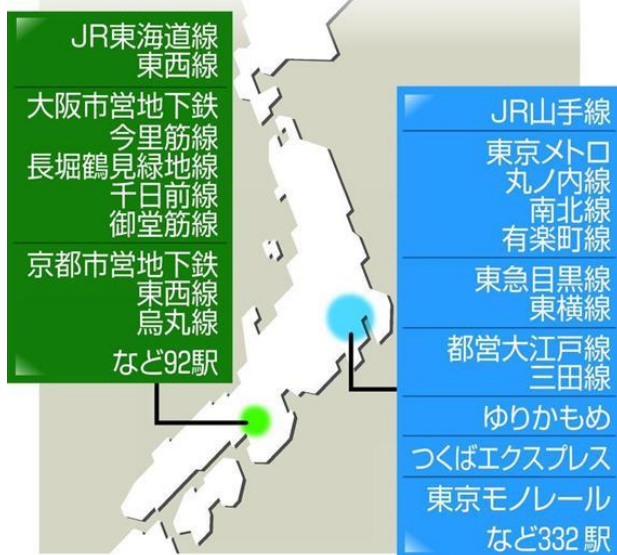 JR東海道線
東西線
大阪市営地下鉄
今里筋線
長堀鶴見緑地線
千日前線
御堂筋線
京都市営地下鉄
東西線
烏丸線
など92駅
JR山手線
東京メトロ
丸ノ内線
南北線
有楽町線
東急目黒線
東横線
都営大江戸線
三田線
ゆりかもめ
つくばエクスプレス
東京モノレール
など332駅